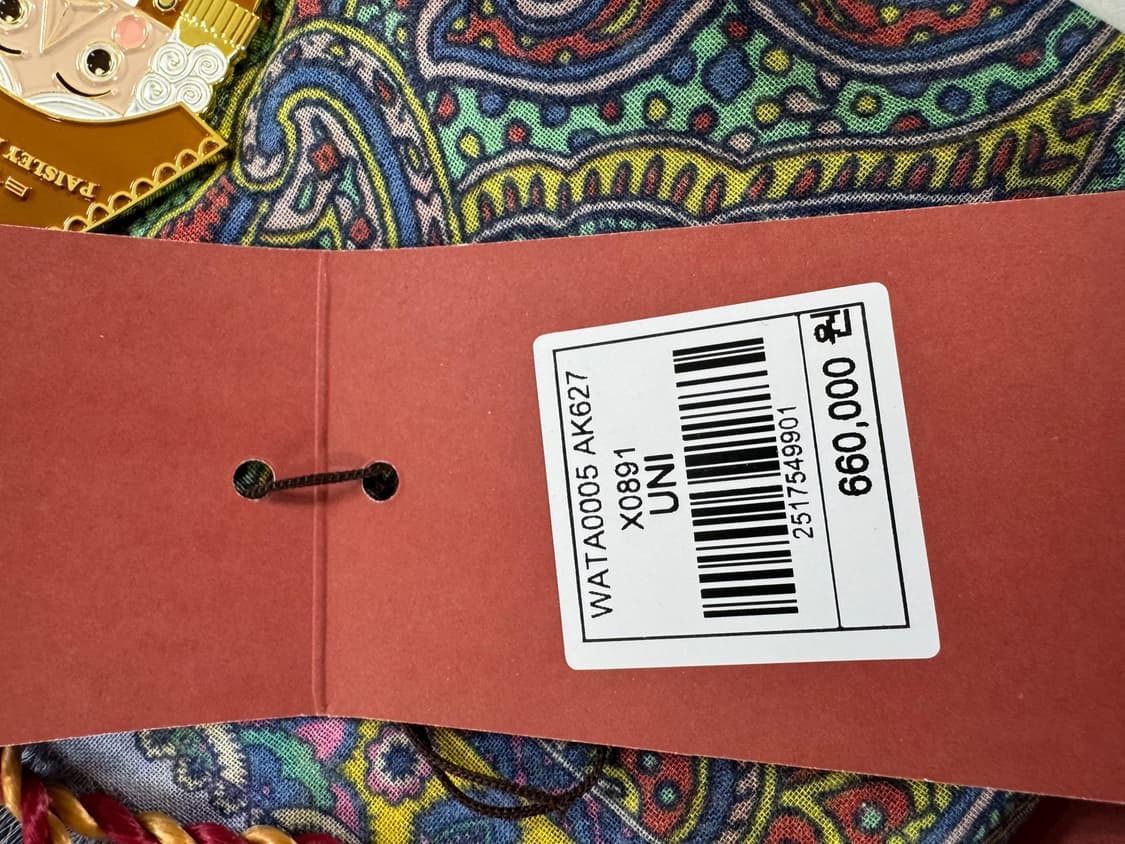 WATA0005 AK627
X0891
UNI
2517549901
660,000 원
PAISLEY